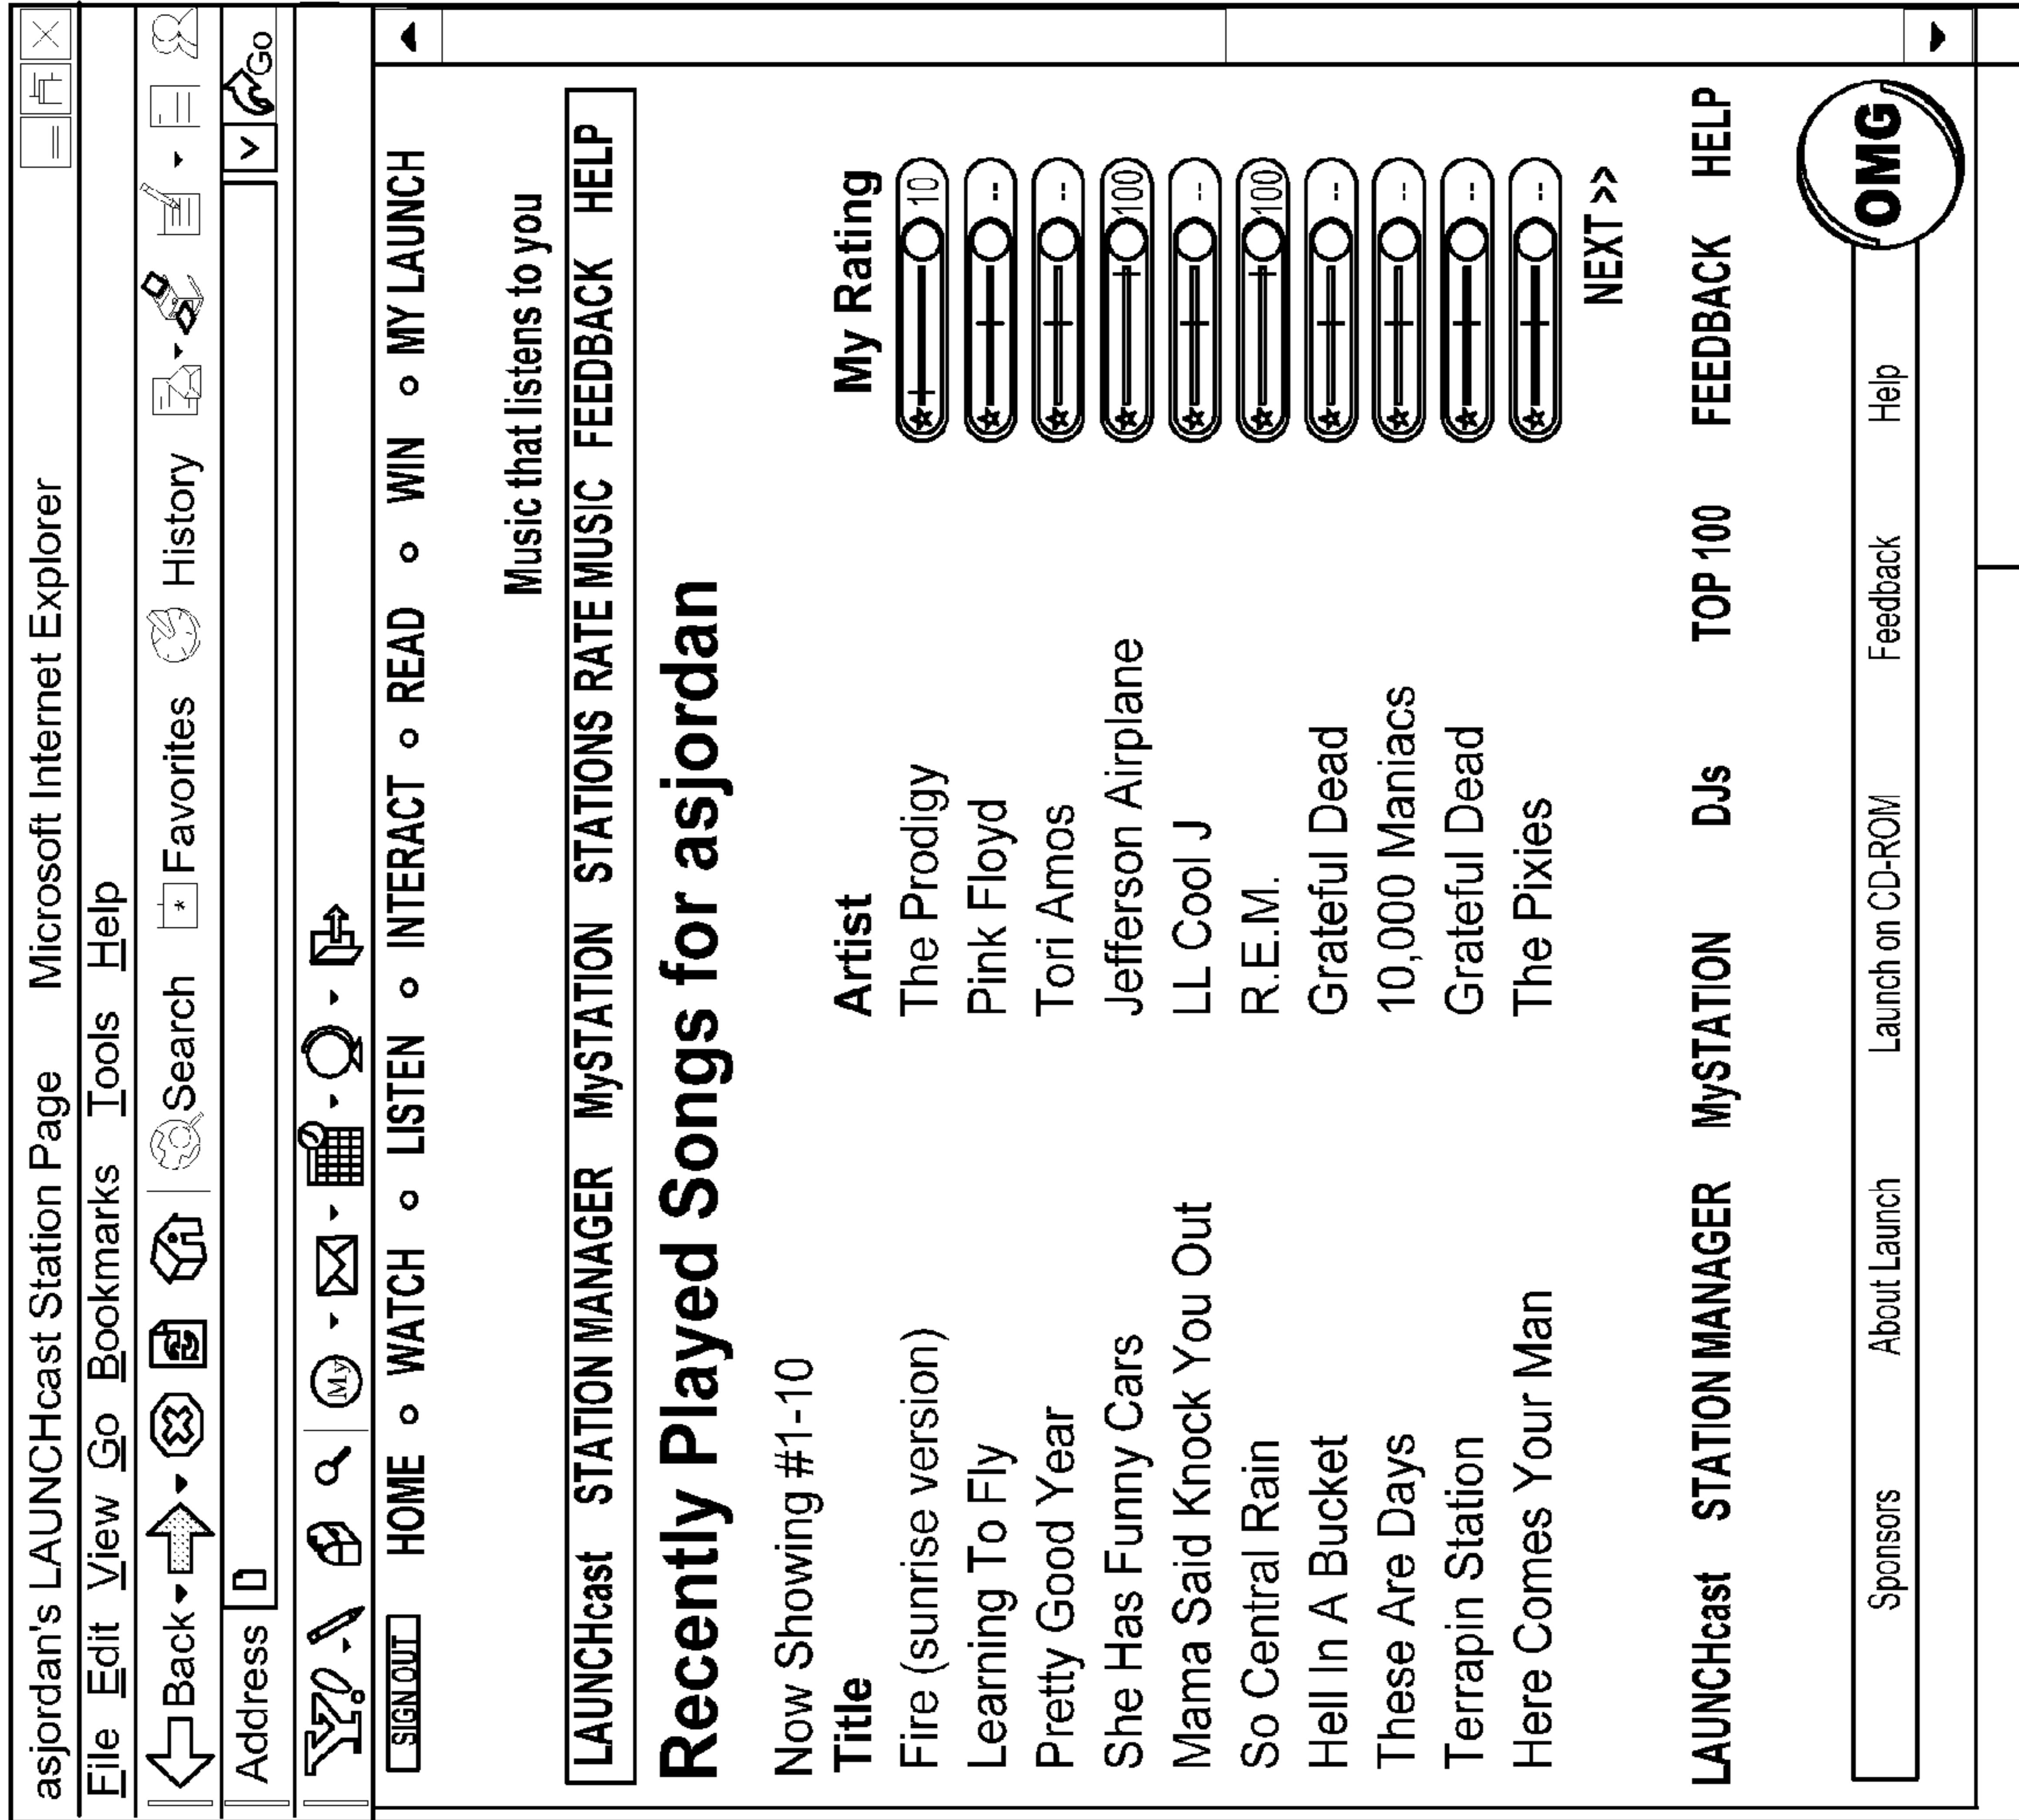 asjordan's LAUNCHcast Station Page Microsoft Internet Explorer
File Edit View Go Bookmarks Tools Help
Back Search Favorites History
Address Go
Y! My
SIGN OUT HOME WATCH LISTEN INTERACT READ WIN MY LAUNCH
Music that listens to you
LAUNCHcast STATION MANAGER MySTATION STATIONS RATE MUSIC FEEDBACK HELP
Recently Played Songs for asjordan
Now Showing #1-10
Title Artist My Rating
Fire (sunrise version) The Prodigy 10
Learning To Fly Pink Floyd --
Pretty Good Year Tori Amos --
She Has Funny Cars Jefferson Airplane 100
Mama Said Knock You Out LL Cool J --
So Central Rain R.E.M. 100
Hell In A Bucket Grateful Dead --
These Are Days 10,000 Maniacs --
Terrapin Station Grateful Dead --
Here Comes Your Man The Pixies --
NEXT >>
LAUNCHcast STATION MANAGER MySTATION DJs TOP 100 FEEDBACK HELP
Sponsors About Launch Launch on CD-ROM Feedback Help
OMG